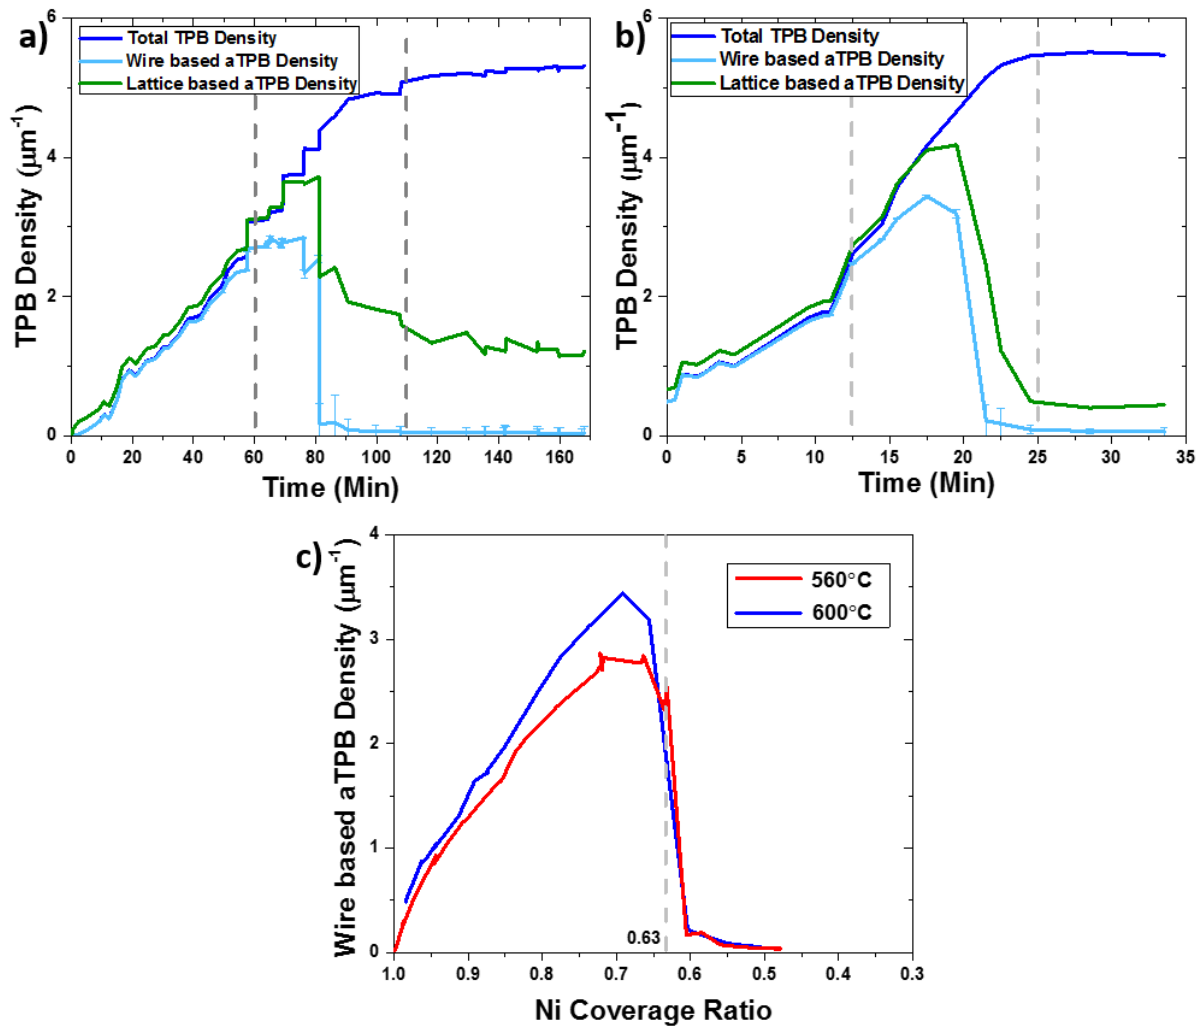 a)
Total TPB Density
Wire based aTPB Density
Lattice based aTPB Density
TPB Density (μm⁻¹)
6
4
2
0
0 20 40 60 80 100 120 140 160
Time (Min)
b)
Total TPB Density
Wire based aTPB Density
Lattice based aTPB Density
TPB Density (μm⁻¹)
6
4
2
0
0 5 10 15 20 25 30 35
Time (Min)
c)
560°C
600°C
Wire based aTPB Density (μm⁻¹)
4
3
2
1
0
0.63
1.0 0.9 0.8 0.7 0.6 0.5 0.4 0.3
Ni Coverage Ratio